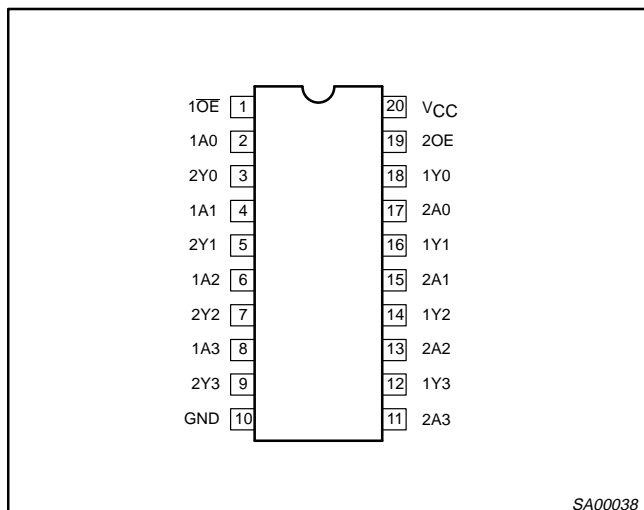 1O̅E̅ 1 20 VCC
1A0 2 19 2OE
2Y0 3 18 1Y0
1A1 4 17 2A0
2Y1 5 16 1Y1
1A2 6 15 2A1
2Y2 7 14 1Y2
1A3 8 13 2A2
2Y3 9 12 1Y3
GND 10 11 2A3
SA00038